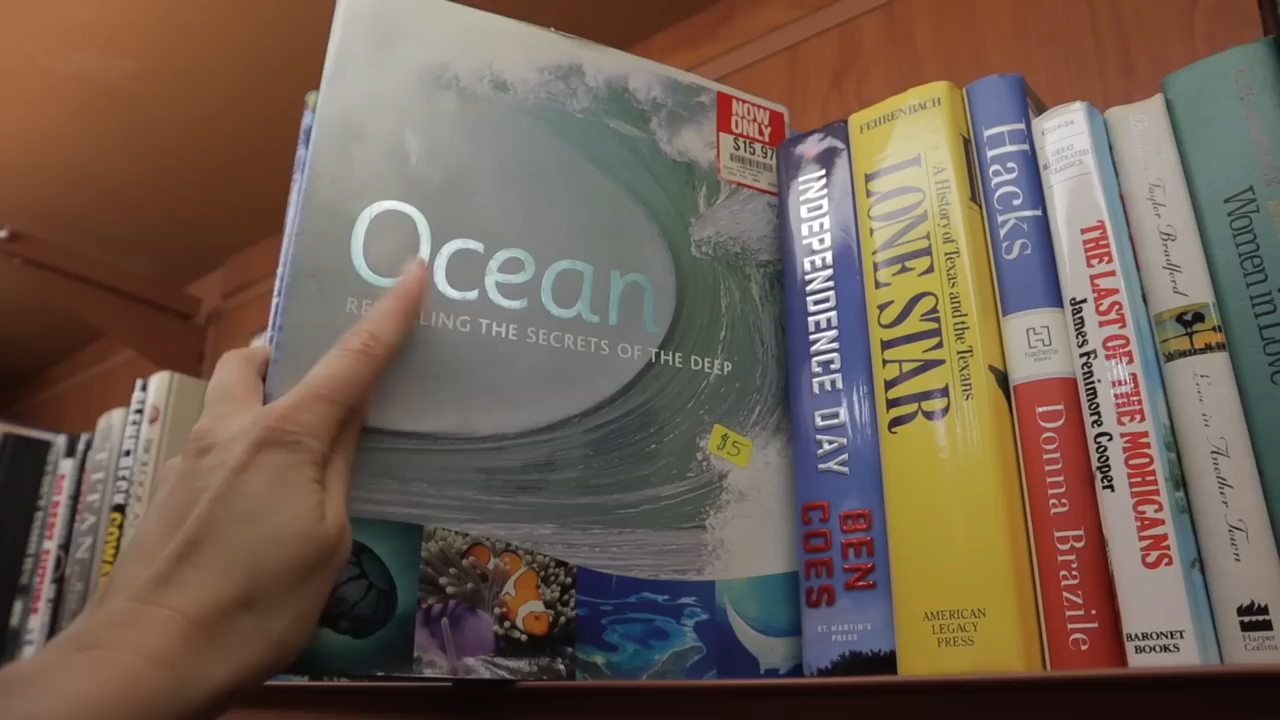 Ocean
REVEALING THE SECRETS OF THE DEEP
NOW
ONLY
$15.97
$5
INDEPENDENCE DAY
BEN
COES
ST. MARTIN'S
PRESS
FEHRENBACH
LONE STAR
A History of Texas and the Texans
AMERICAN
LEGACY
PRESS
Hacks
hachette
BOOKS
Donna Brazile
GREAT
ILLUSTRATED
CLASSICS
THE LAST OF THE MOHICANS
James Fenimore Cooper
BARONET
BOOKS
Taylor Bradford
Love in Another Town
Harper
Collins
Women in Love